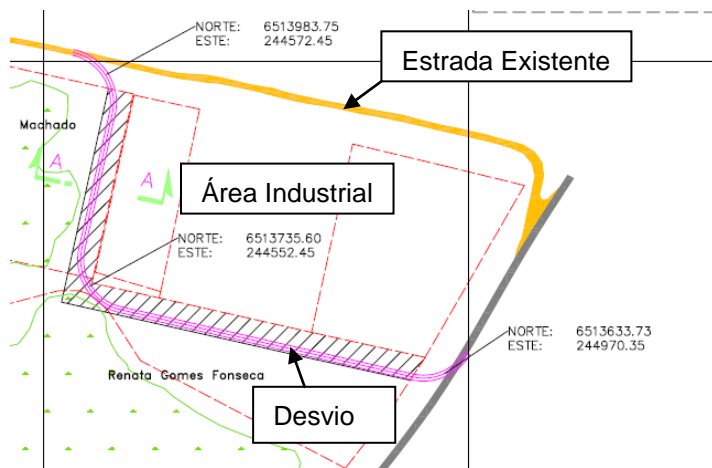 NORTE: 6513983.75
ESTE: 244572.45
Estrada Existente
Machado
A
A
Área Industrial
NORTE: 6513735.60
ESTE: 244552.45
NORTE: 6513633.73
ESTE: 244970.35
Renata Gomes Fonseca
Desvio